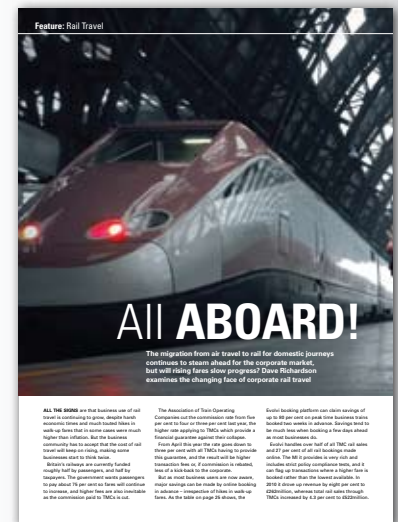 Feature: Rail Travel
All ABOARD!
The migration from air travel to rail for domestic journeys
continues to steam ahead for the corporate market,
but will rising fares slow progress? Dave Richardson
examines the changing face of corporate rail travel
ALL THE SIGNS are that business use of rail
travel is continuing to grow, despite harsh
economic times and much touted hikes in
walk-up fares that in some cases were much
higher than inflation. But the business
community has to accept that the cost of rail
travel will keep on rising, making some
businesses start to think twice.
Britain's railways are currently funded
roughly half by passengers, and half by
taxpayers. The government wants passengers
to pay about 75 per cent so fares will continue
to increase, and higher fares are also inevitable
as the commission paid to TMCs is cut.
The Association of Train Operating
Companies cut the commission rate from five
per cent to four or three per cent last year, the
higher rate applying to TMCs which provide a
financial guarantee against their collapse.
From April this year the rate goes down to
three per cent with all TMCs having to provide
this guarantee, and the result will be higher
transaction fees or, if commission is rebated,
less of a kick-back to the corporate.
But as most business users are now aware,
major savings can be made by online booking
in advance – irrespective of hikes in walk-up
fares. As the table on page 25 shows, the
Evolvi booking platform can claim savings of
up to 80 per cent on peak time business trains
booked two weeks in advance. Savings tend to
be much less when booking a few days ahead
as most businesses do.
Evolvi handles over half of all TMC rail sales
and 27 per cent of all rail bookings made
online. The MI it provides is very rich and
includes strict policy compliance tools, and it
can flag up transactions where a higher fare is
booked rather than the lowest available. In
2010 it drove up revenue by eight per cent to
£262million, whereas total rail sales through
TMCs increased by 4.3 per cent to £522million.